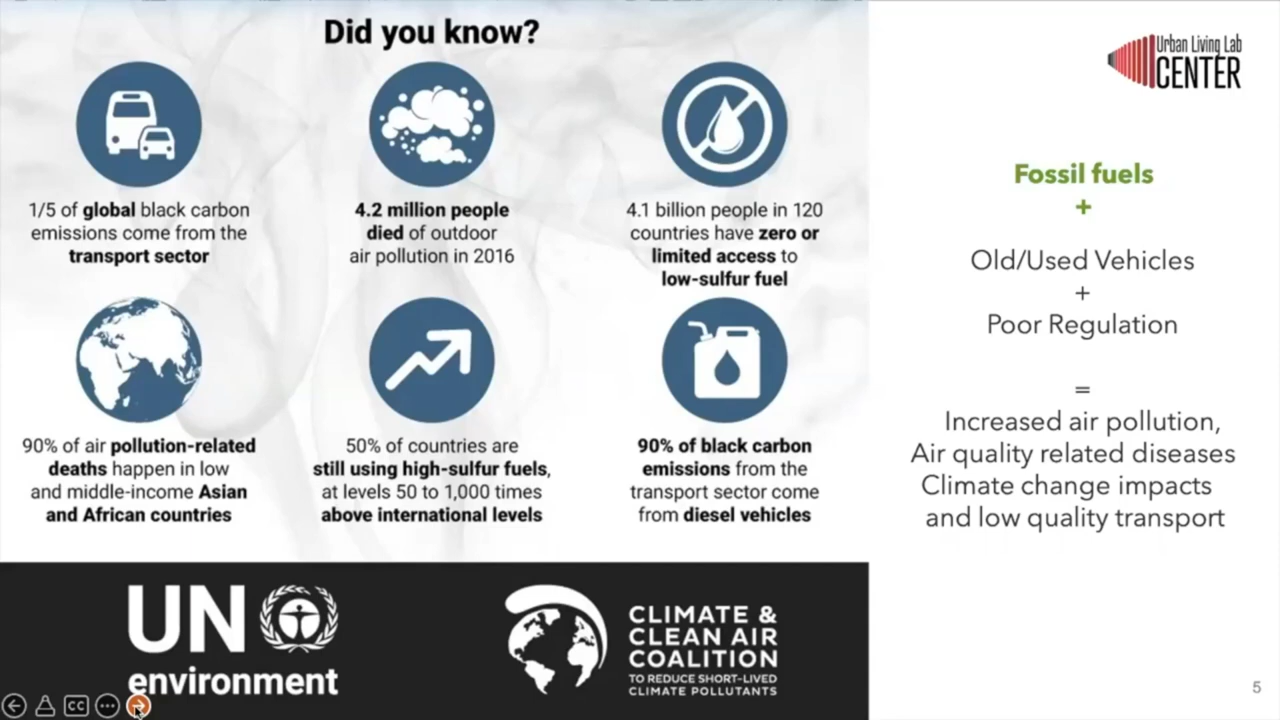 Did you know?
1/5 of global black carbon
emissions come from the
transport sector
4.2 million people
died of outdoor
air pollution in 2016
4.1 billion people in 120
countries have zero or
limited access to
low-sulfur fuel
90% of air pollution-related
deaths happen in low
and middle-income Asian
and African countries
50% of countries are
still using high-sulfur fuels,
at levels 50 to 1,000 times
above international levels
90% of black carbon
emissions from the
transport sector come
from diesel vehicles
UN
environment
CLIMATE &
CLEAN AIR
COALITION
TO REDUCE SHORT-LIVED
CLIMATE POLLUTANTS
CC
Urban Living Lab
CENTER
Fossil fuels
+
Old/Used Vehicles
+
Poor Regulation
=
Increased air pollution,
Air quality related diseases
Climate change impacts
and low quality transport
5